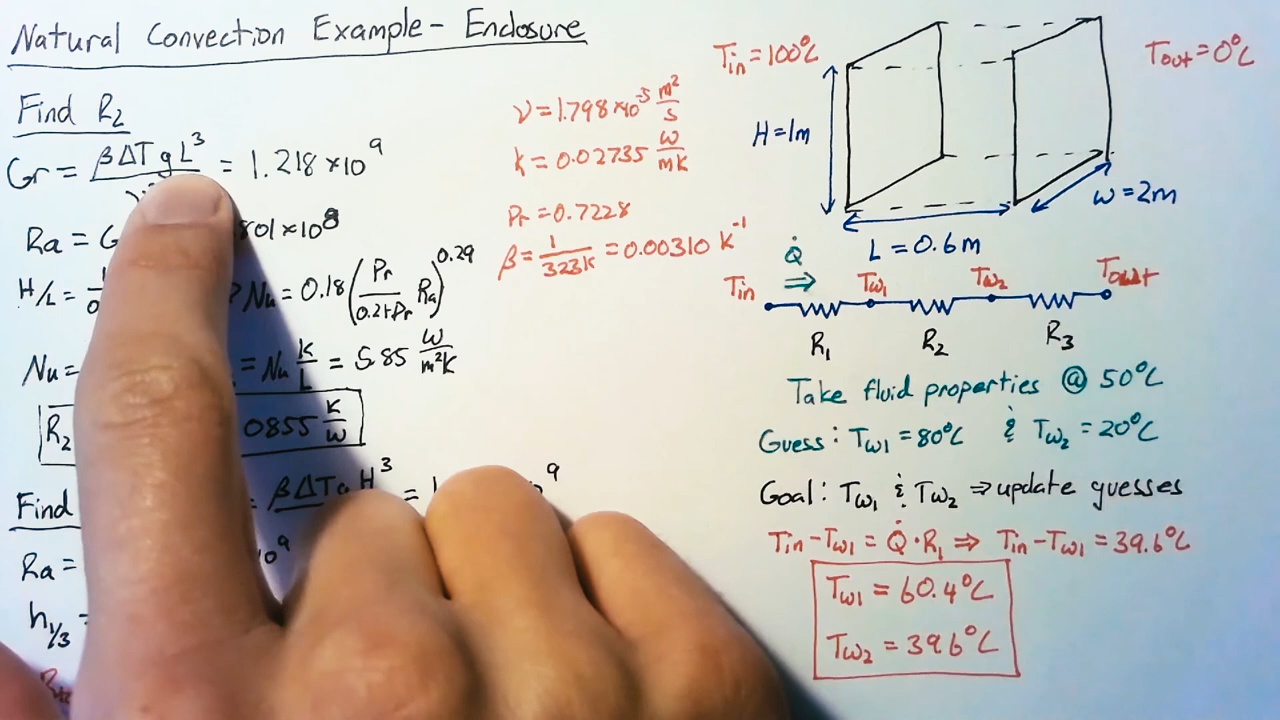 Natural Convection Example - Enclosure
Find R₂
Gr = βΔTgL³ / = 1.218×10⁹
Ra = G 801×10⁸
H/L = Nu = 0.18(Pr/0.2+Pr Ra)^0.29
Nu = = Nu k/L = 5.85 W/m²K
R₂ 0855 K/W
Find = βΔTgH³ = 1 0⁹
Ra = 10⁹
h₁/₃ =
ν = 1.798×10⁻⁵ m²/s
k = 0.02735 W/mK
Pr = 0.7228
β = 1/323K = 0.00310 K⁻¹
Tin = 100°C
Tout = 0°C
H = 1m
W = 2m
L = 0.6m
Q̇
⇒
Tin Tw₁ Tw₂ Tout
R₁ R₂ R₃
Take fluid properties @ 50°C
Guess: Tw₁ = 80°C & Tw₂ = 20°C
Goal: Tw₁ & Tw₂ ⇒ update guesses
Tin - Tw₁ = Q̇·R₁ ⇒ Tin - Tw₁ = 39.6°C
Tw₁ = 60.4°C
Tw₂ = 39.6°C